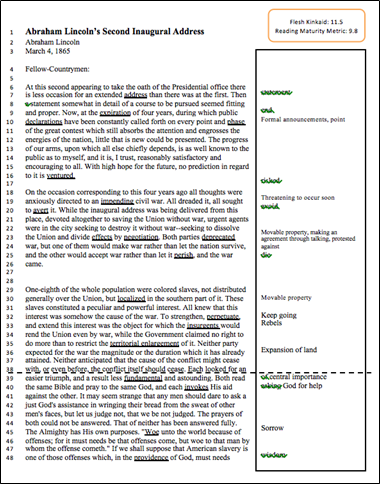 Flesh Kinkaid: 11.5
Reading Maturity Metric: 9.8
1 Abraham Lincoln's Second Inaugural Address
2 Abraham Lincoln
3 March 4, 1865
4 Fellow-Countrymen:
5
6 At this second appearing to take the oath of the Presidential office there
7 is less occasion for an extended address than there was at the first. Then
8 a statement somewhat in detail of a course to be pursued seemed fitting
9 and proper. Now, at the expiration of four years, during which public
10 declarations have been constantly called forth on every point and phase
11 of the great contest which still absorbs the attention and engrosses the
12 energies of the nation, little that is new could be presented. The progress
13 of our arms, upon which all else chiefly depends, is as well known to the
14 public as to myself, and it is, I trust, reasonably satisfactory and
15 encouraging to all. With high hope for the future, no prediction in regard
16 to it is ventured.
17
18 On the occasion corresponding to this four years ago all thoughts were
19 anxiously directed to an impending civil war. All dreaded it, all sought
20 to avert it. While the inaugural address was being delivered from this
21 place, devoted altogether to saving the Union without war, urgent agents
22 were in the city seeking to destroy it without war--seeking to dissolve
23 the Union and divide effects by negotiation. Both parties deprecated
24 war, but one of them would make war rather than let the nation survive,
25 and the other would accept war rather than let it perish, and the war
26 came.
27
28
29 One-eighth of the whole population were colored slaves, not distributed
30 generally over the Union, but localized in the southern part of it. These
31 slaves constituted a peculiar and powerful interest. All knew that this
32 interest was somehow the cause of the war. To strengthen, perpetuate,
33 and extend this interest was the object for which the insurgents would
34 rend the Union even by war, while the Government claimed no right to
35 do more than to restrict the territorial enlargement of it. Neither party
36 expected for the war the magnitude or the duration which it has already
37 attained. Neither anticipated that the cause of the conflict might cease
38 with, or even before, the conflict itself should cease. Each looked for an
39 easier triumph, and a result less fundamental and astounding. Both read
40 the same Bible and pray to the same God, and each invokes His aid
41 against the other. It may seem strange that any men should dare to ask a
42 just God's assistance in wringing their bread from the sweat of other
43 men's faces, but let us judge not, that we be not judged. The prayers of
44 both could not be answered. That of neither has been answered fully.
45 The Almighty has His own purposes. "Woe unto the world because of
46 offenses; for it must needs be that offenses come, but woe to that man by
47 whom the offense cometh." If we shall suppose that American slavery is
48 one of those offenses which, in the providence of God, must needs
statement
end
Formal announcements, point
risked
Threatening to occur soon
avoid
Movable property, making an
agreement through talking, protested
against
die
Movable property
Keep going
Rebels
Expansion of land
of central importance
asking God for help
Sorrow
wisdom